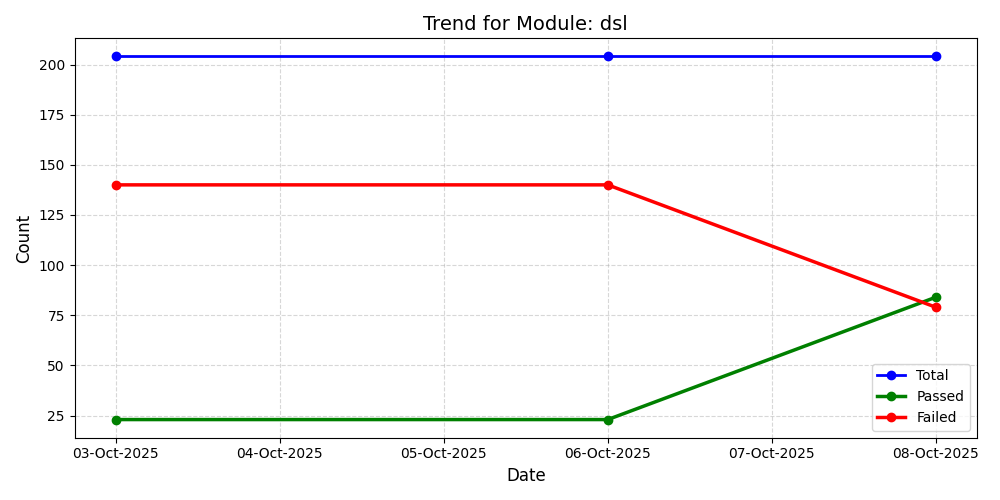 Trend for Module: dsl
Count
200
175
150
125
100
75
50
25
Total
Passed
Failed
03-Oct-2025 04-Oct-2025 05-Oct-2025 06-Oct-2025 07-Oct-2025 08-Oct-2025
Date